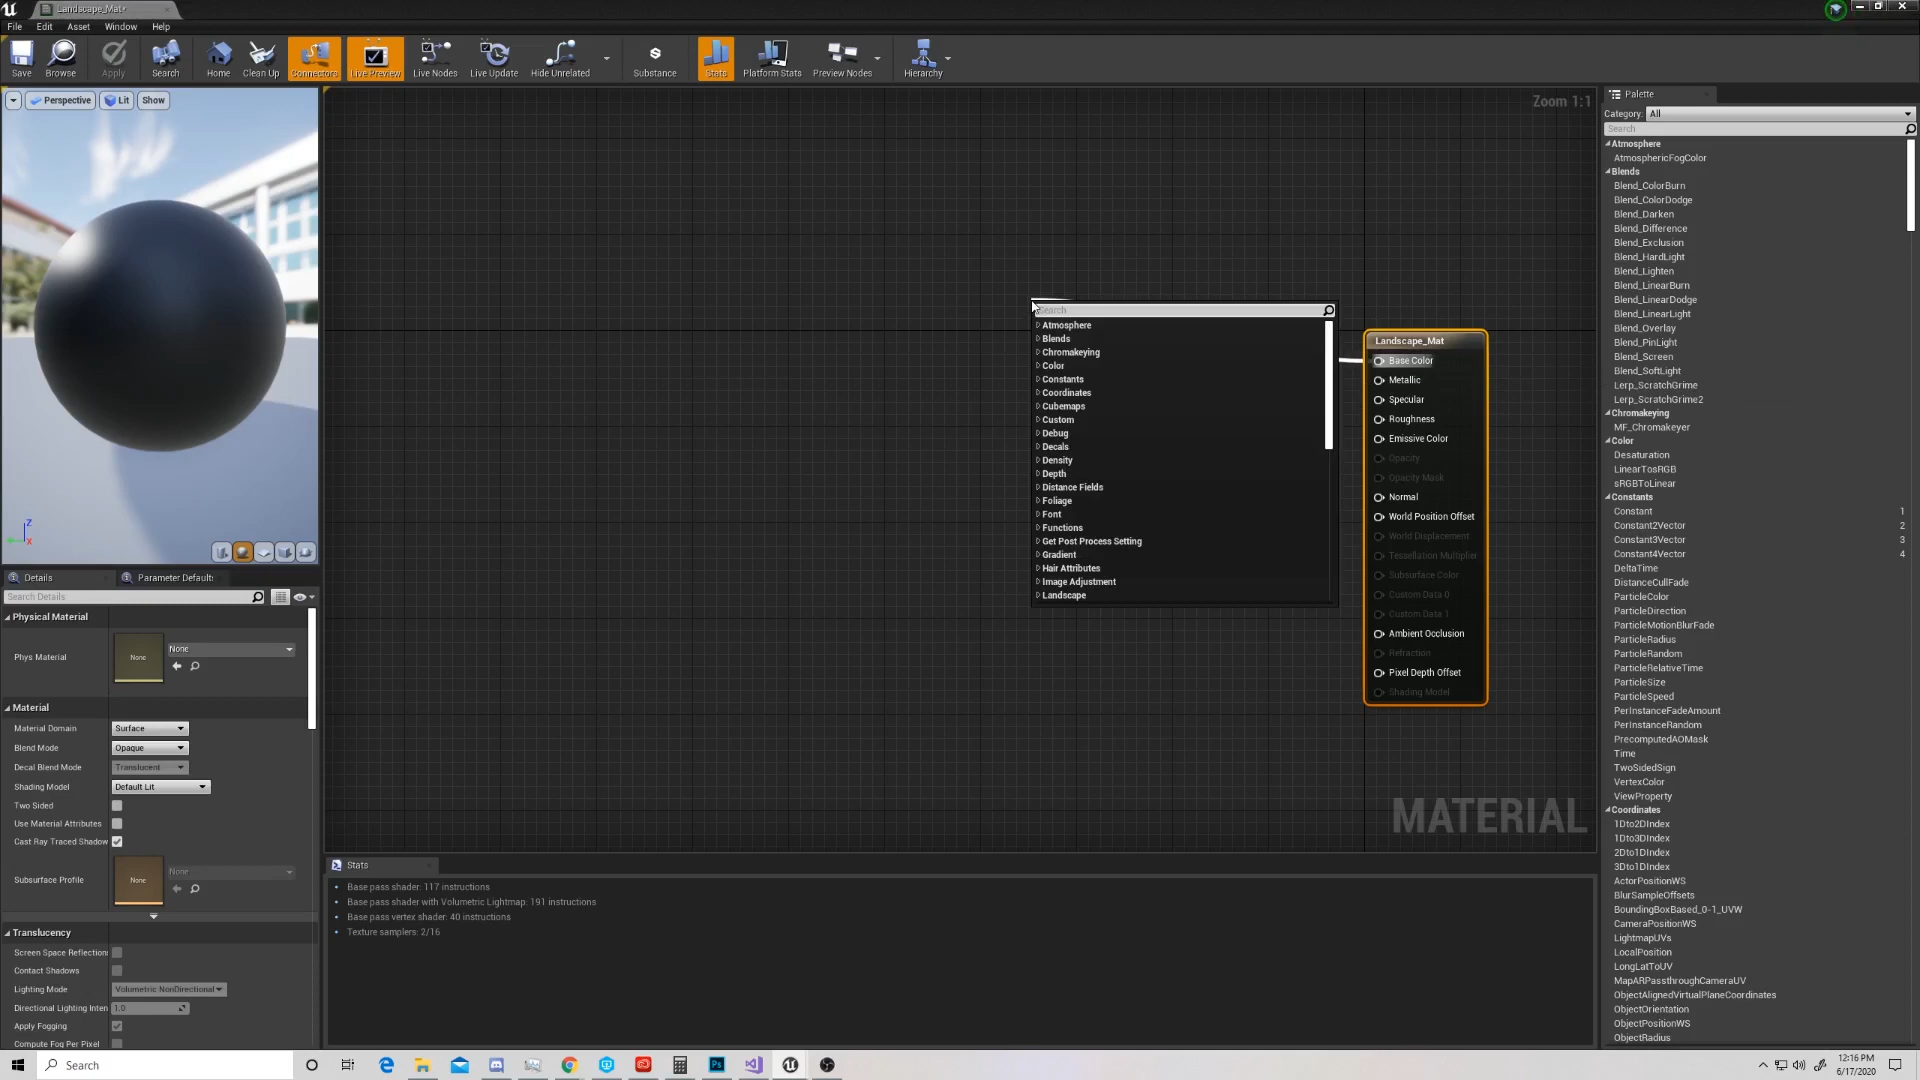 Landscape_Mat*
File Edit Asset Window Help
Save Browse Apply Search Home Clean Up Connectors Live Preview Live Nodes Live Update Hide Unrelated Substance Stats Platform Stats Preview Nodes Hierarchy
Perspective Lit Show
Zoom 1:1
Search
Atmosphere
Blends
Chromakeying
Color
Constants
Coordinates
Cubemaps
Custom
Debug
Decals
Density
Depth
Distance Fields
Foliage
Font
Functions
Get Post Process Setting
Gradient
Hair Attributes
Image Adjustment
Landscape
Landscape_Mat
Base Color
Metallic
Specular
Roughness
Emissive Color
Opacity
Opacity Mask
Normal
World Position Offset
World Displacement
Tessellation Multiplier
Subsurface Color
Custom Data 0
Custom Data 1
Ambient Occlusion
Refraction
Pixel Depth Offset
Shading Model
MATERIAL
Z
X
Details Parameter Default
Search Details
Physical Material
Phys Material None None
Material
Material Domain Surface
Blend Mode Opaque
Decal Blend Mode Translucent
Shading Model Default Lit
Two Sided
Use Material Attributes
Cast Ray Traced Shadow
Subsurface Profile None None
Translucency
Screen Space Reflection
Contact Shadows
Lighting Mode Volumetric NonDirectional
Directional Lighting Inten 1.0
Apply Fogging
Compute Fog Per Pixel
Stats
Base pass shader: 117 instructions
Base pass shader with Volumetric Lightmap: 191 instructions
Base pass vertex shader: 40 instructions
Texture samplers: 2/16
Palette
Category: All
Search
Atmosphere
AtmosphericFogColor
Blends
Blend_ColorBurn
Blend_ColorDodge
Blend_Darken
Blend_Difference
Blend_Exclusion
Blend_HardLight
Blend_Lighten
Blend_LinearBurn
Blend_LinearDodge
Blend_LinearLight
Blend_Overlay
Blend_PinLight
Blend_Screen
Blend_SoftLight
Lerp_ScratchGrime
Lerp_ScratchGrime2
Chromakeying
MF_Chromakeyer
Color
Desaturation
LinearTosRGB
sRGBToLinear
Constants
Constant 1
Constant2Vector 2
Constant3Vector 3
Constant4Vector 4
DeltaTime
DistanceCullFade
ParticleColor
ParticleDirection
ParticleMotionBlurFade
ParticleRadius
ParticleRandom
ParticleRelativeTime
ParticleSize
ParticleSpeed
PerInstanceFadeAmount
PerInstanceRandom
PrecomputedAOMask
Time
TwoSidedSign
VertexColor
ViewProperty
Coordinates
1Dto2DIndex
1Dto3DIndex
2Dto1DIndex
3Dto1DIndex
ActorPositionWS
BlurSampleOffsets
BoundingBoxBased_0-1_UVW
CameraPositionWS
LightmapUVs
LocalPosition
LongLatToUV
MapARPassthroughCameraUV
ObjectAlignedVirtualPlaneCoordinates
ObjectOrientation
ObjectPositionWS
ObjectRadius
Search
Ps
12:16 PM
6/17/2020